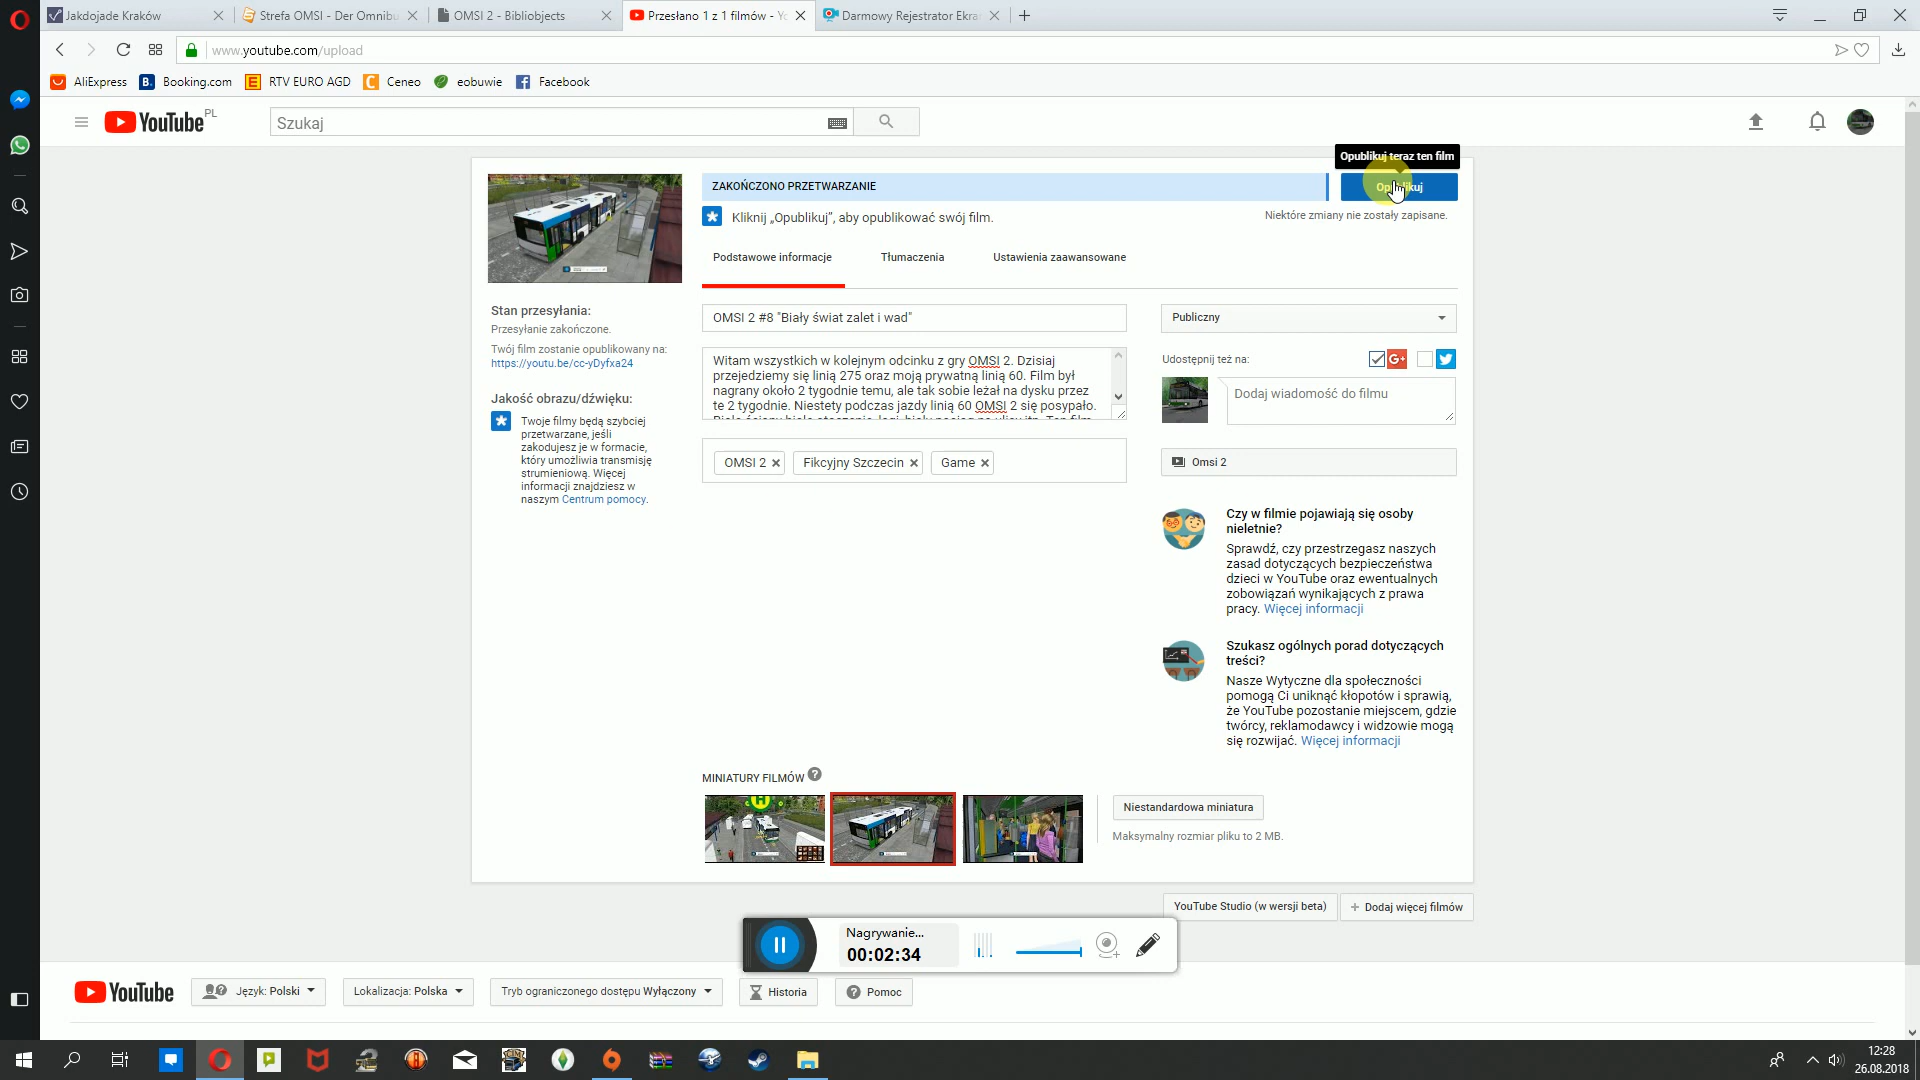 Jakdojade Kraków
Strefa OMSI - Der Omnibu
OMSI 2 - Bibliobjects
Przesłano 1 z 1 filmów - Yo
Darmowy Rejestrator Ekra
www.youtube.com/upload
AliExpress
Booking.com
RTV EURO AGD
Ceneo
eobuwie
Facebook
YouTube PL
Szukaj
Opublikuj teraz ten film
ZAKOŃCZONO PRZETWARZANIE
Kliknij „Opublikuj”, aby opublikować swój film.
Niektóre zmiany nie zostały zapisane.
Podstawowe informacje
Tłumaczenia
Ustawienia zaawansowane
Stan przesyłania:
Przesyłanie zakończone.
Twój film zostanie opublikowany na:
https://youtu.be/cc-yDyfxa24
Jakość obrazu/dźwięku:
Twoje filmy będą szybciej
przetwarzane, jeśli
zakodujesz je w formacie,
który umożliwia transmisję
strumieniową. Więcej
informacji znajdziesz w
naszym Centrum pomocy.
OMSI 2 #8 "Biały świat zalet i wad"
Witam wszystkich w kolejnym odcinku z gry OMSI 2. Dzisiaj
przejedziemy się linią 275 oraz moją prywatną linią 60. Film był
nagrany około 2 tygodnie temu, ale tak sobie leżał na dysku przez
te 2 tygodnie. Niestety podczas jazdy linią 60 OMSI 2 się posypało.
OMSI 2
Fikcyjny Szczecin
Game
Publiczny
Udostępnij też na:
G+
Dodaj wiadomość do filmu
Omsi 2
Czy w filmie pojawiają się osoby
nieletnie?
Sprawdź, czy przestrzegasz naszych
zasad dotyczących bezpieczeństwa
dzieci w YouTube oraz ewentualnych
zobowiązań wynikających z prawa
pracy. Więcej informacji
Szukasz ogólnych porad dotyczących
treści?
Nasze Wytyczne dla społeczności
pomogą Ci uniknąć kłopotów i sprawią,
że YouTube pozostanie miejscem, gdzie
twórcy, reklamodawcy i widzowie mogą
się rozwijać. Więcej informacji
MINIATURY FILMÓW
Niestandardowa miniatura
Maksymalny rozmiar pliku to 2 MB.
YouTube Studio (w wersji beta)
+ Dodaj więcej filmów
Nagrywanie...
00:02:34
YouTube
Język: Polski
Lokalizacja: Polska
Tryb ograniczonego dostępu Wyłączony
Historia
Pomoc
12:28
26.08.2018